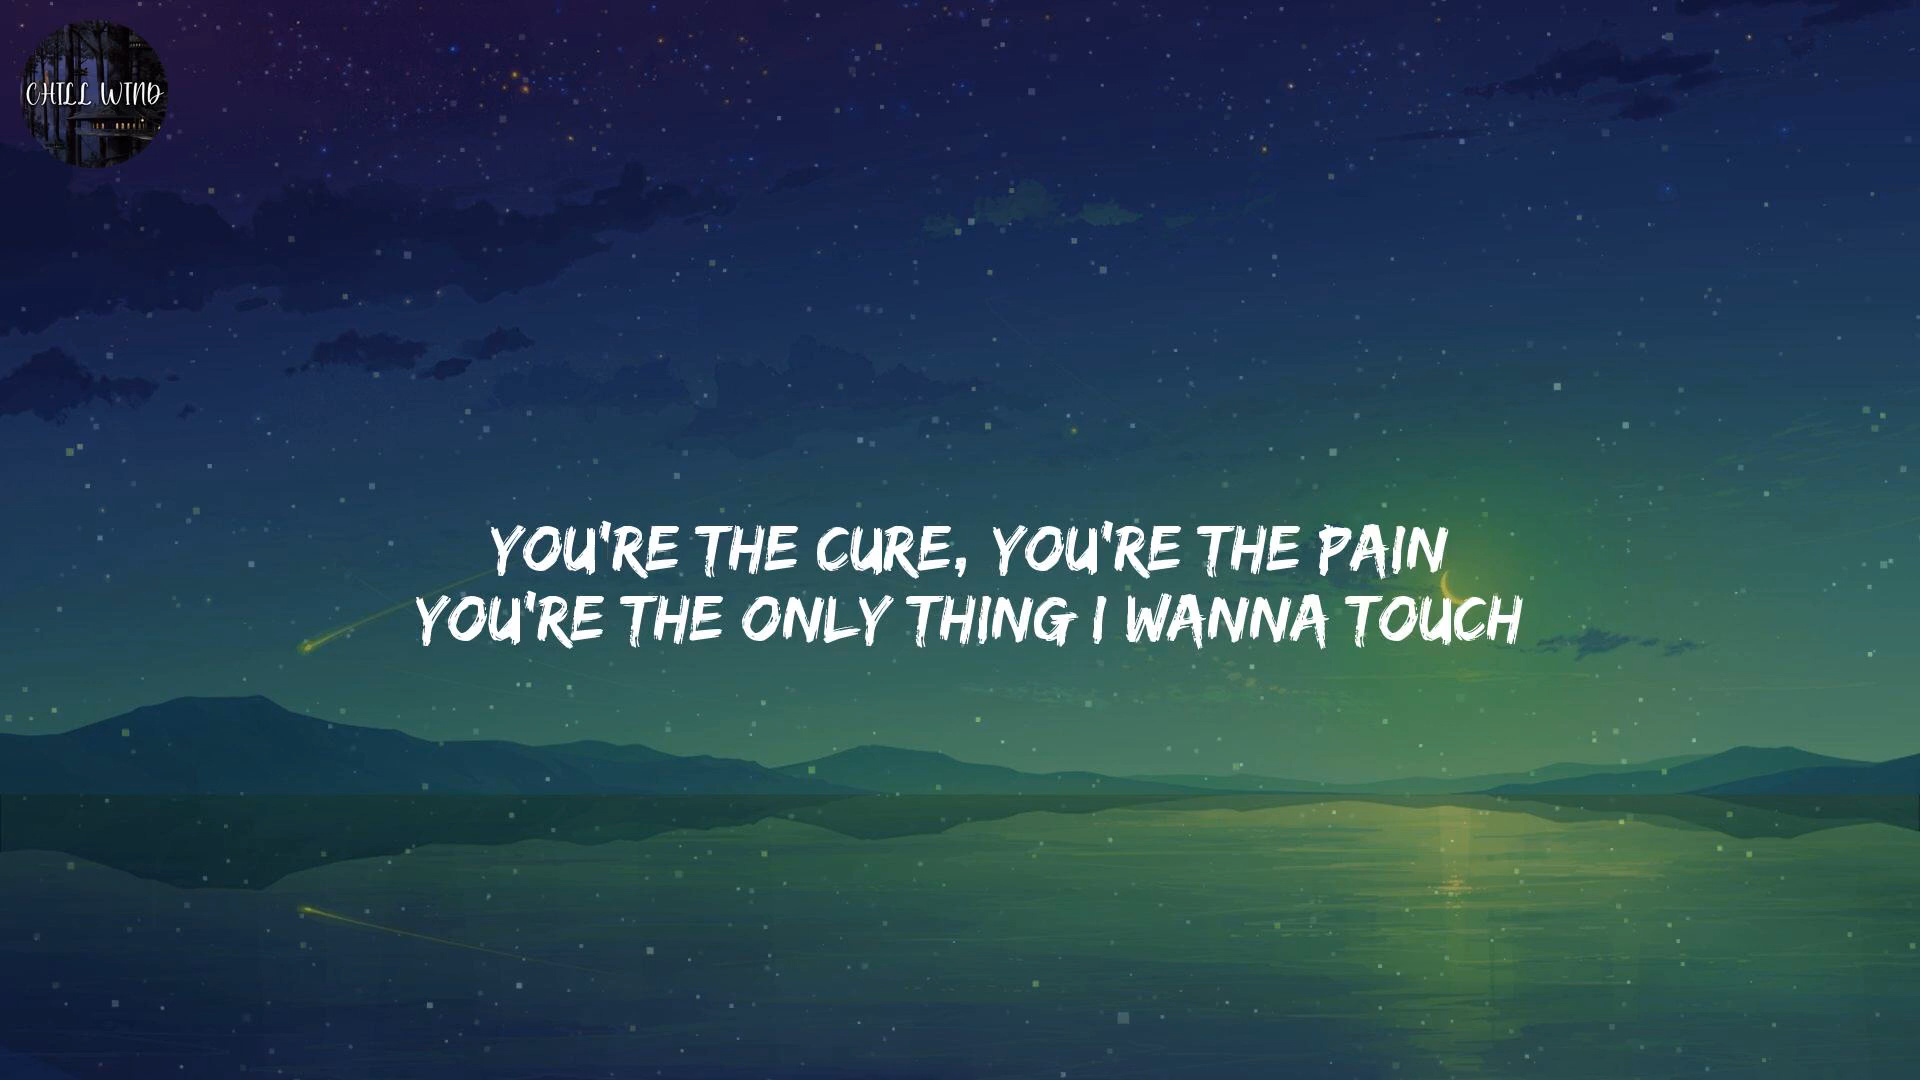 CHILL WIND
YOU'RE THE CURE, YOU'RE THE PAIN
YOU'RE THE ONLY THING I WANNA TOUCH